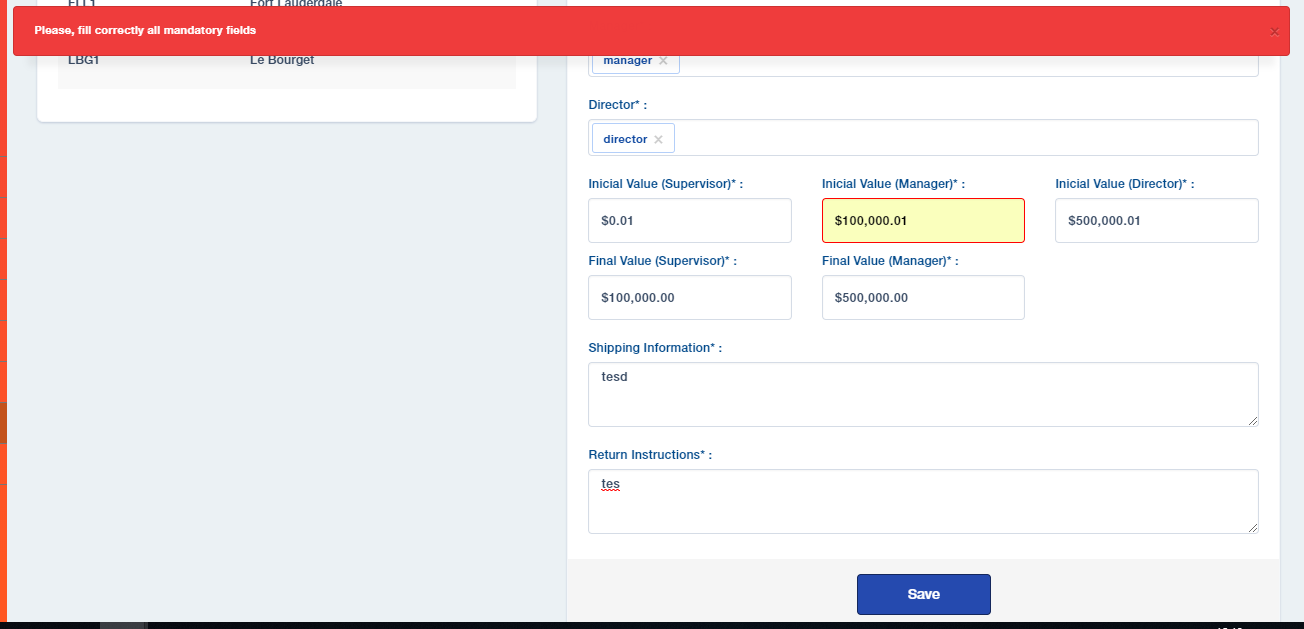 FLL1 Fort Lauderdale
Please, fill correctly all mandatory fields ×
LBG1 Le Bourget
manager ×
Director* :
director ×
Inicial Value (Supervisor)* : Inicial Value (Manager)* : Inicial Value (Director)* :
$0.01 $100,000.01 $500,000.01
Final Value (Supervisor)* : Final Value (Manager)* :
$100,000.00 $500,000.00
Shipping Information* :
tesd
Return Instructions* :
tes
Save